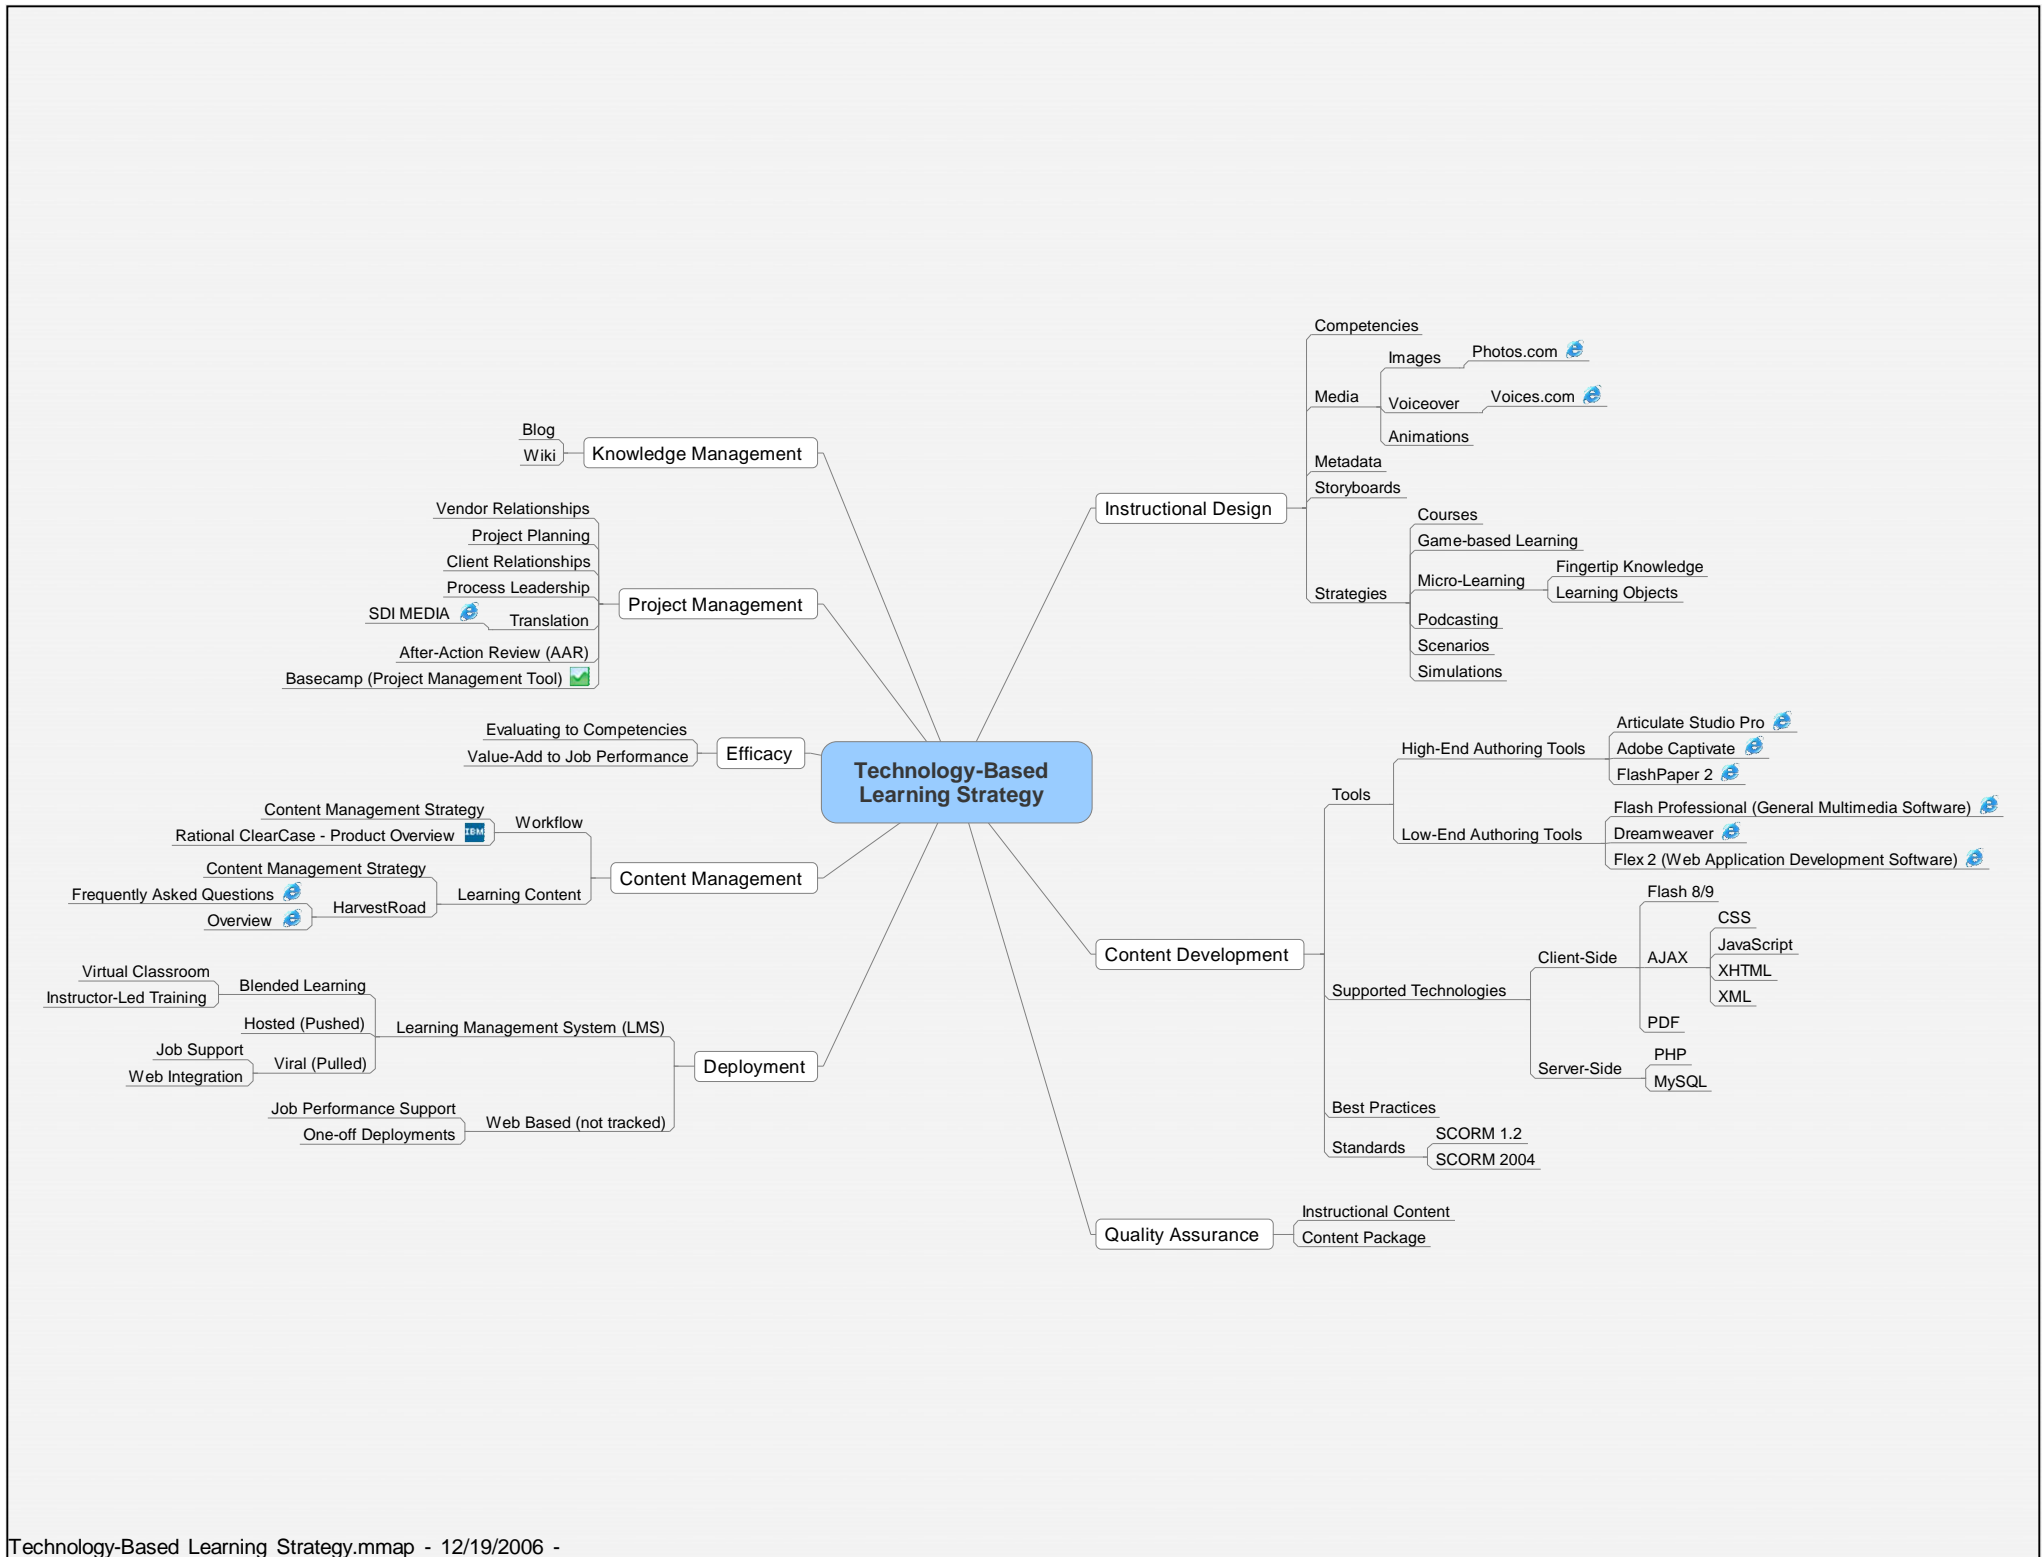 Technology-Based
Learning Strategy
Instructional Design
Competencies
Media
Images
Photos.com
Voiceover
Voices.com
Animations
Metadata
Storyboards
Strategies
Courses
Game-based Learning
Micro-Learning
Fingertip Knowledge
Learning Objects
Podcasting
Scenarios
Simulations
Content Development
Tools
High-End Authoring Tools
Articulate Studio Pro
Adobe Captivate
FlashPaper 2
Low-End Authoring Tools
Flash Professional (General Multimedia Software)
Dreamweaver
Flex 2 (Web Application Development Software)
Supported Technologies
Client-Side
Flash 8/9
AJAX
CSS
JavaScript
XHTML
XML
PDF
Server-Side
PHP
MySQL
Best Practices
Standards
SCORM 1.2
SCORM 2004
Quality Assurance
Instructional Content
Content Package
Knowledge Management
Blog
Wiki
Project Management
Vendor Relationships
Project Planning
Client Relationships
Process Leadership
Translation
SDI MEDIA
After-Action Review (AAR)
Basecamp (Project Management Tool)
Efficacy
Evaluating to Competencies
Value-Add to Job Performance
Content Management
Workflow
Content Management Strategy
Rational ClearCase - Product Overview
IBM
Learning Content
Content Management Strategy
HarvestRoad
Frequently Asked Questions
Overview
Deployment
Learning Management System (LMS)
Blended Learning
Virtual Classroom
Instructor-Led Training
Hosted (Pushed)
Viral (Pulled)
Job Support
Web Integration
Web Based (not tracked)
Job Performance Support
One-off Deployments
Technology-Based Learning Strategy.mmap - 12/19/2006 -